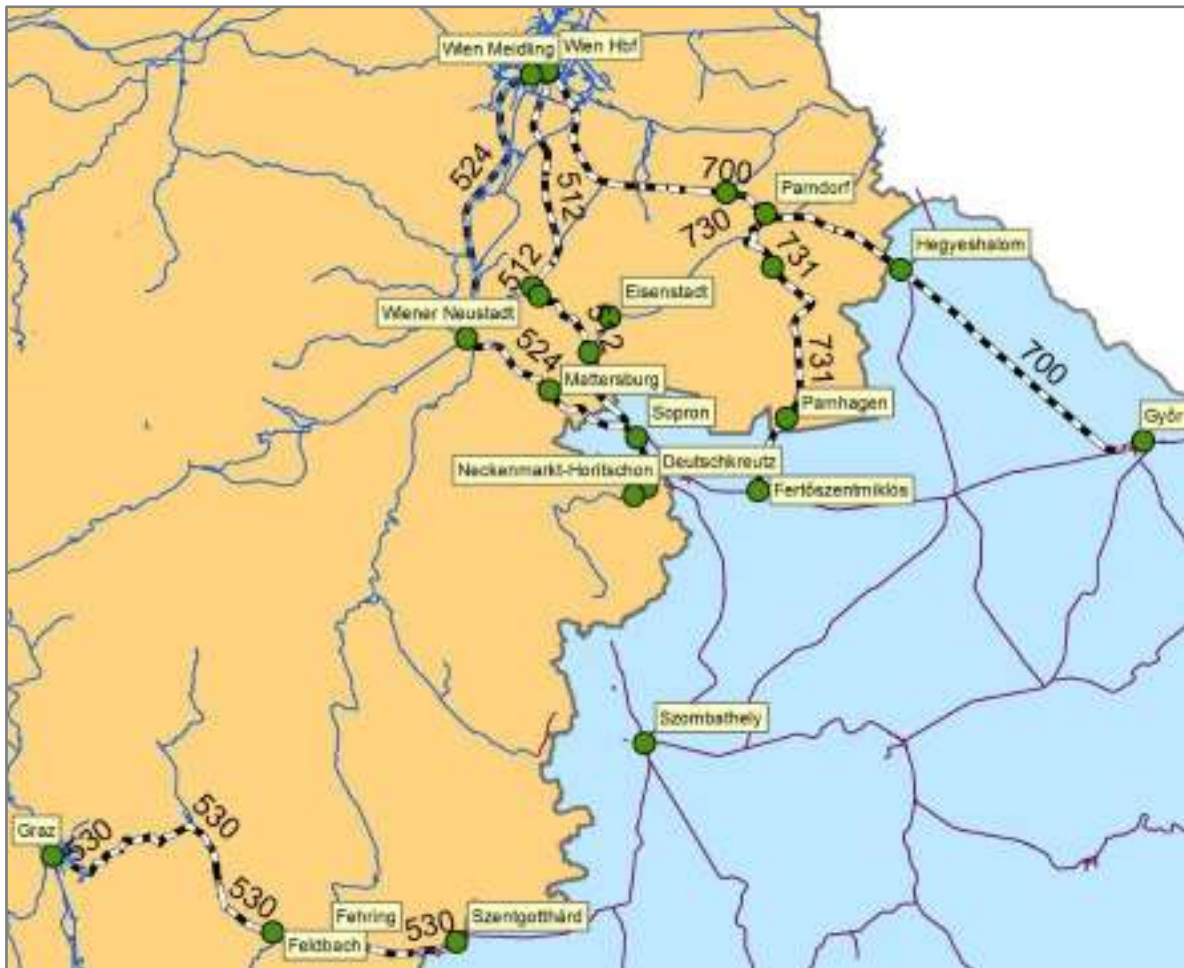 Wien Meidling
Wien Hbf
524
512
700
Parndorf
730
731
Hegyeshalom
512
Eisenstadt
Wiener Neustadt
524
Mattersburg
731
700
Sopron
Pamhagen
Győr
Neckenmarkt-Horitschon
Deutschkreutz
Fertőszentmiklós
Szombathely
Graz
530
530
530
Fehring
530
Szentgotthárd
Feldbach